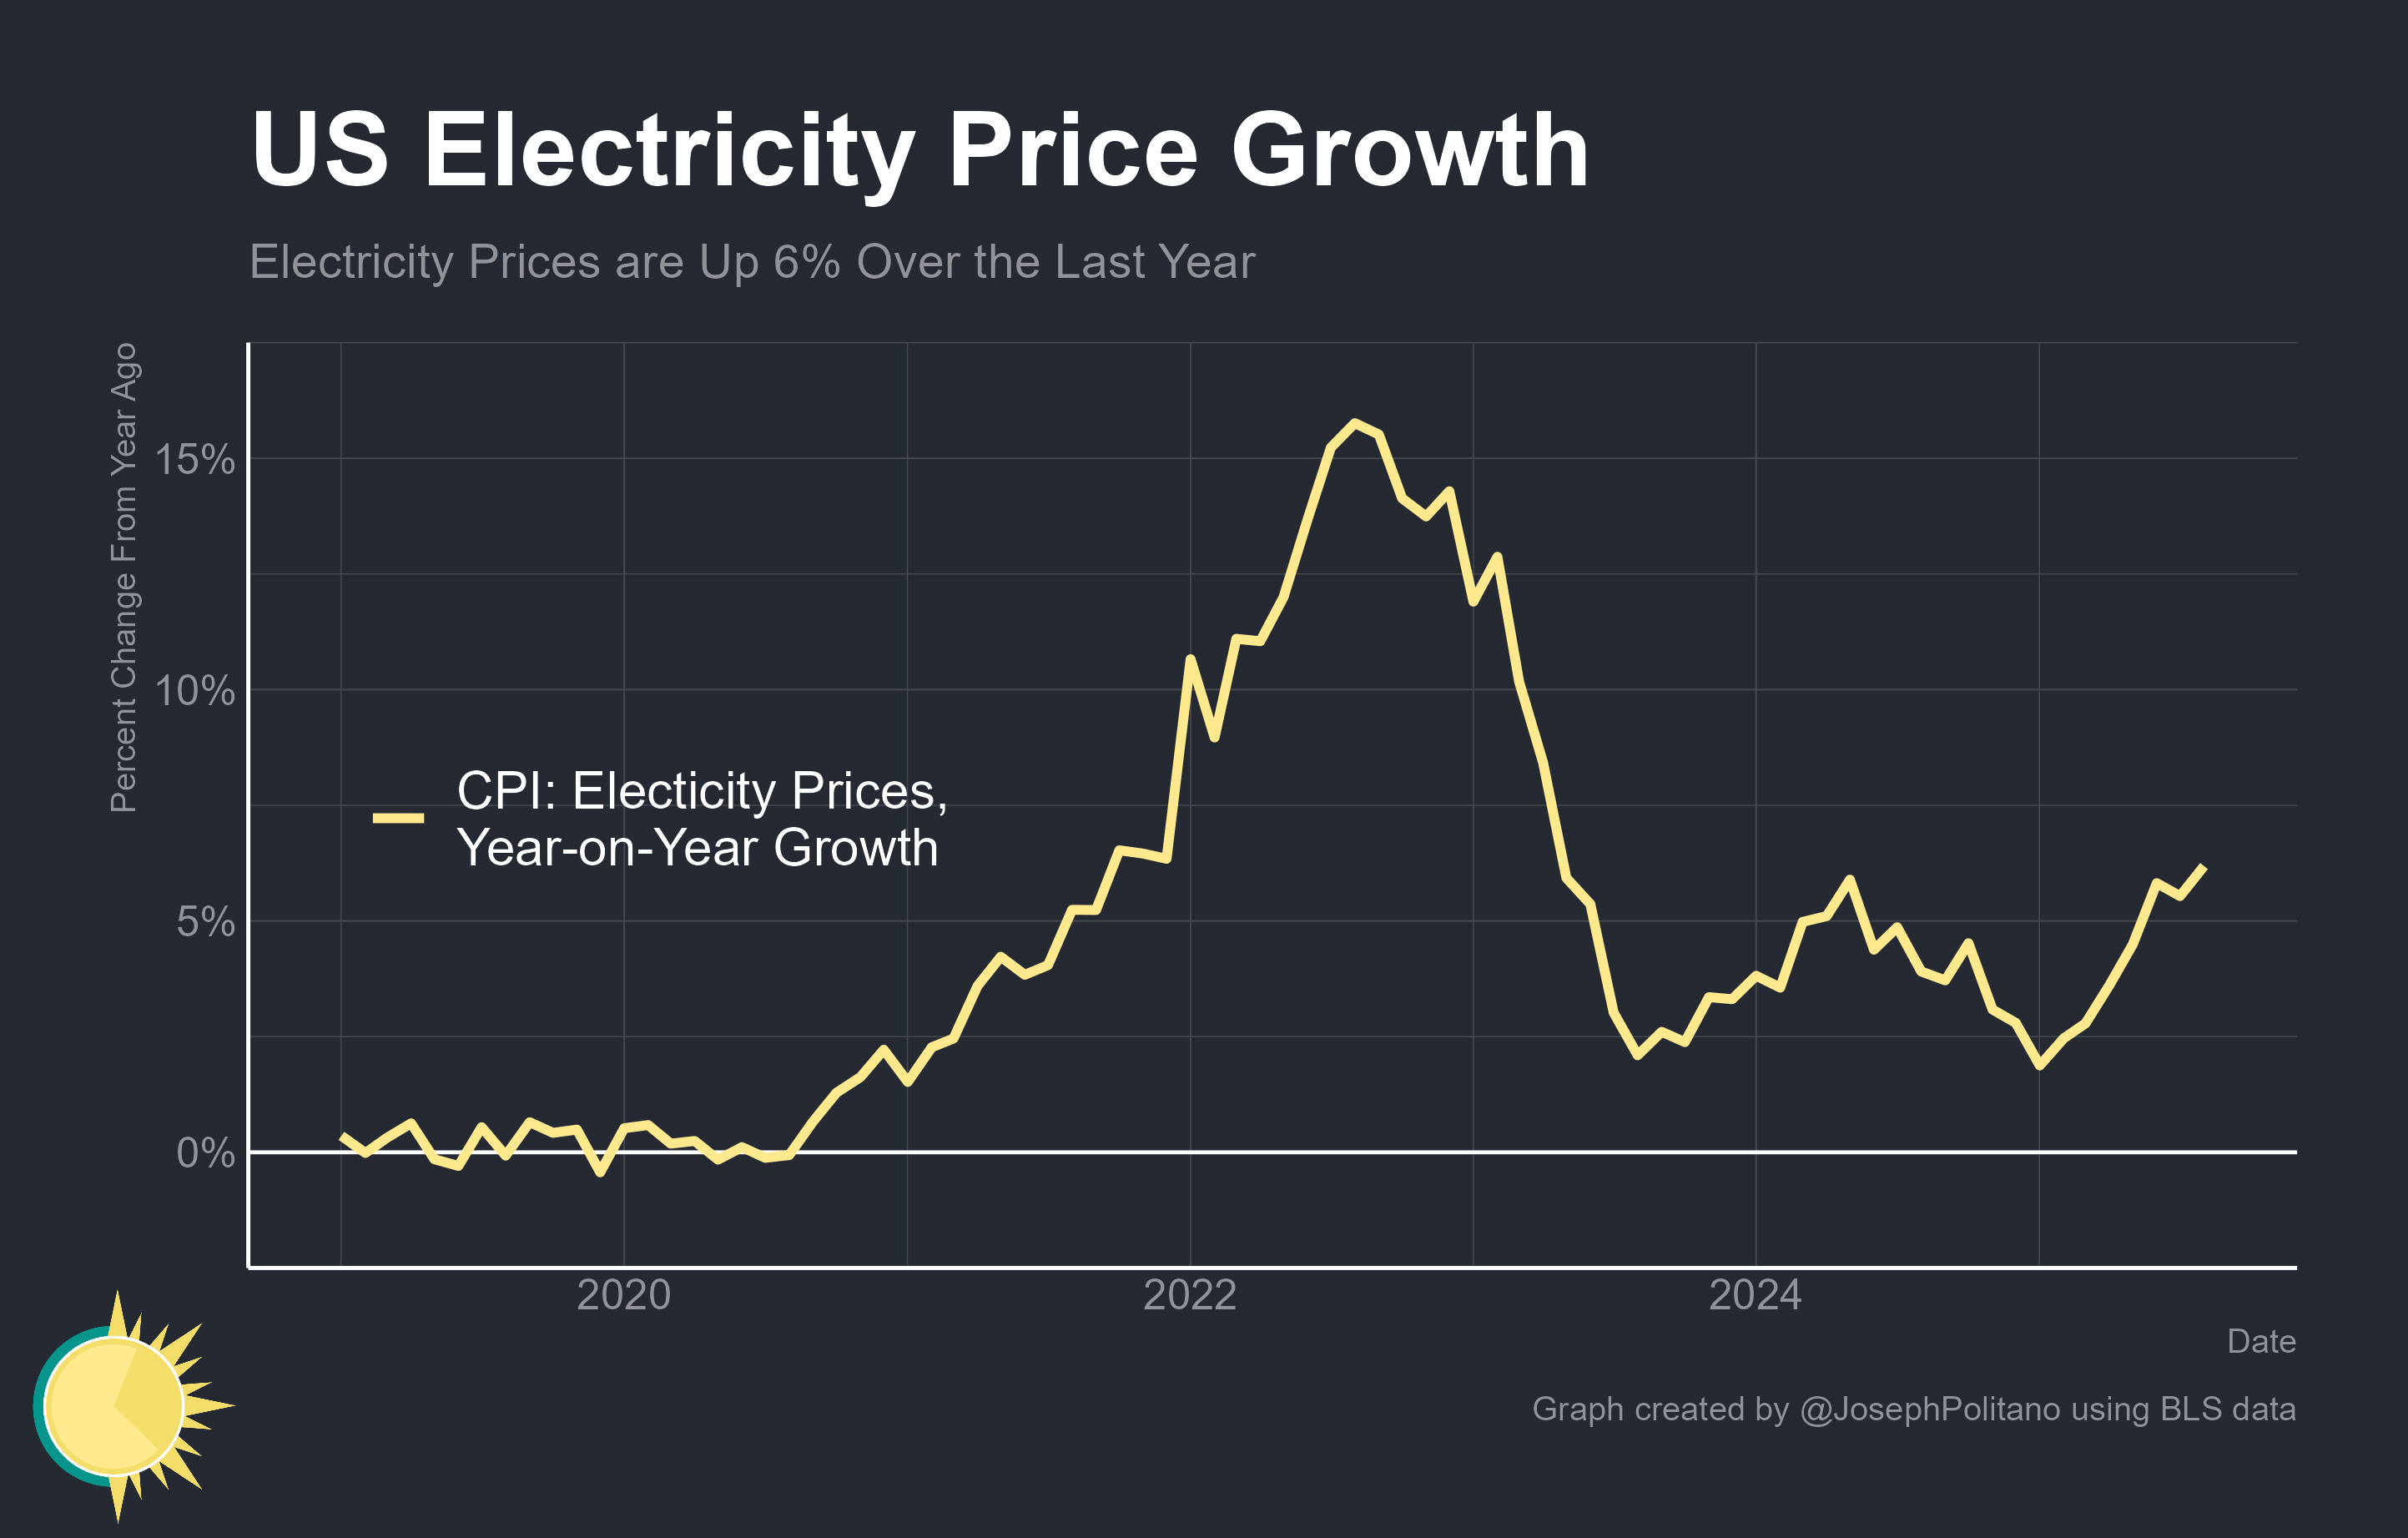 US Electricity Price Growth
Electricity Prices are Up 6% Over the Last Year
Percent Change From Year Ago
15%
10%
5%
0%
CPI: Electicity Prices,
Year-on-Year Growth
2020
2022
2024
Date
Graph created by @JosephPolitano using BLS data